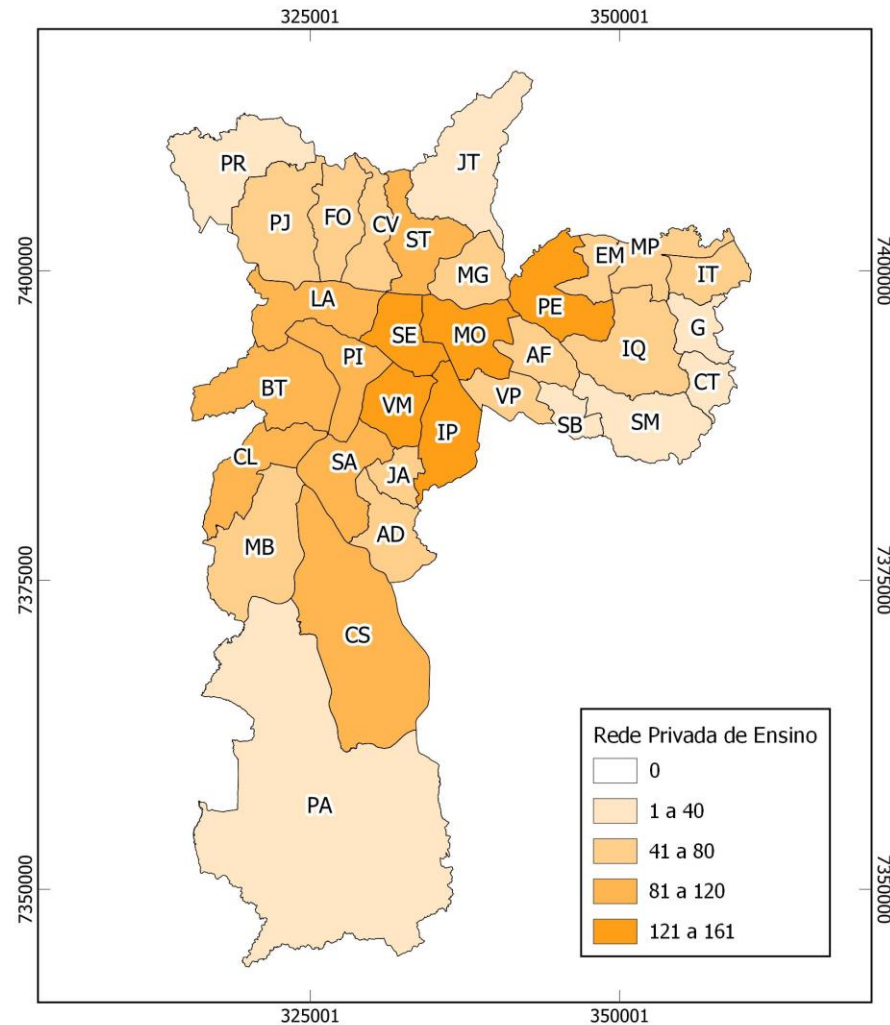 325001 350001
PR
JT
PJ FO CV
ST
MG
EM MP
IT
7400000 7400000
LA
PE
G
SE MO
PI
AF IQ
BT
CT
VM
VP
IP
SB SM
CL
SA
JA
AD
MB
7375000 7375000
CS
PA
Rede Privada de Ensino
0
1 a 40
41 a 80
81 a 120
121 a 161
7350000 7350000
325001 350001